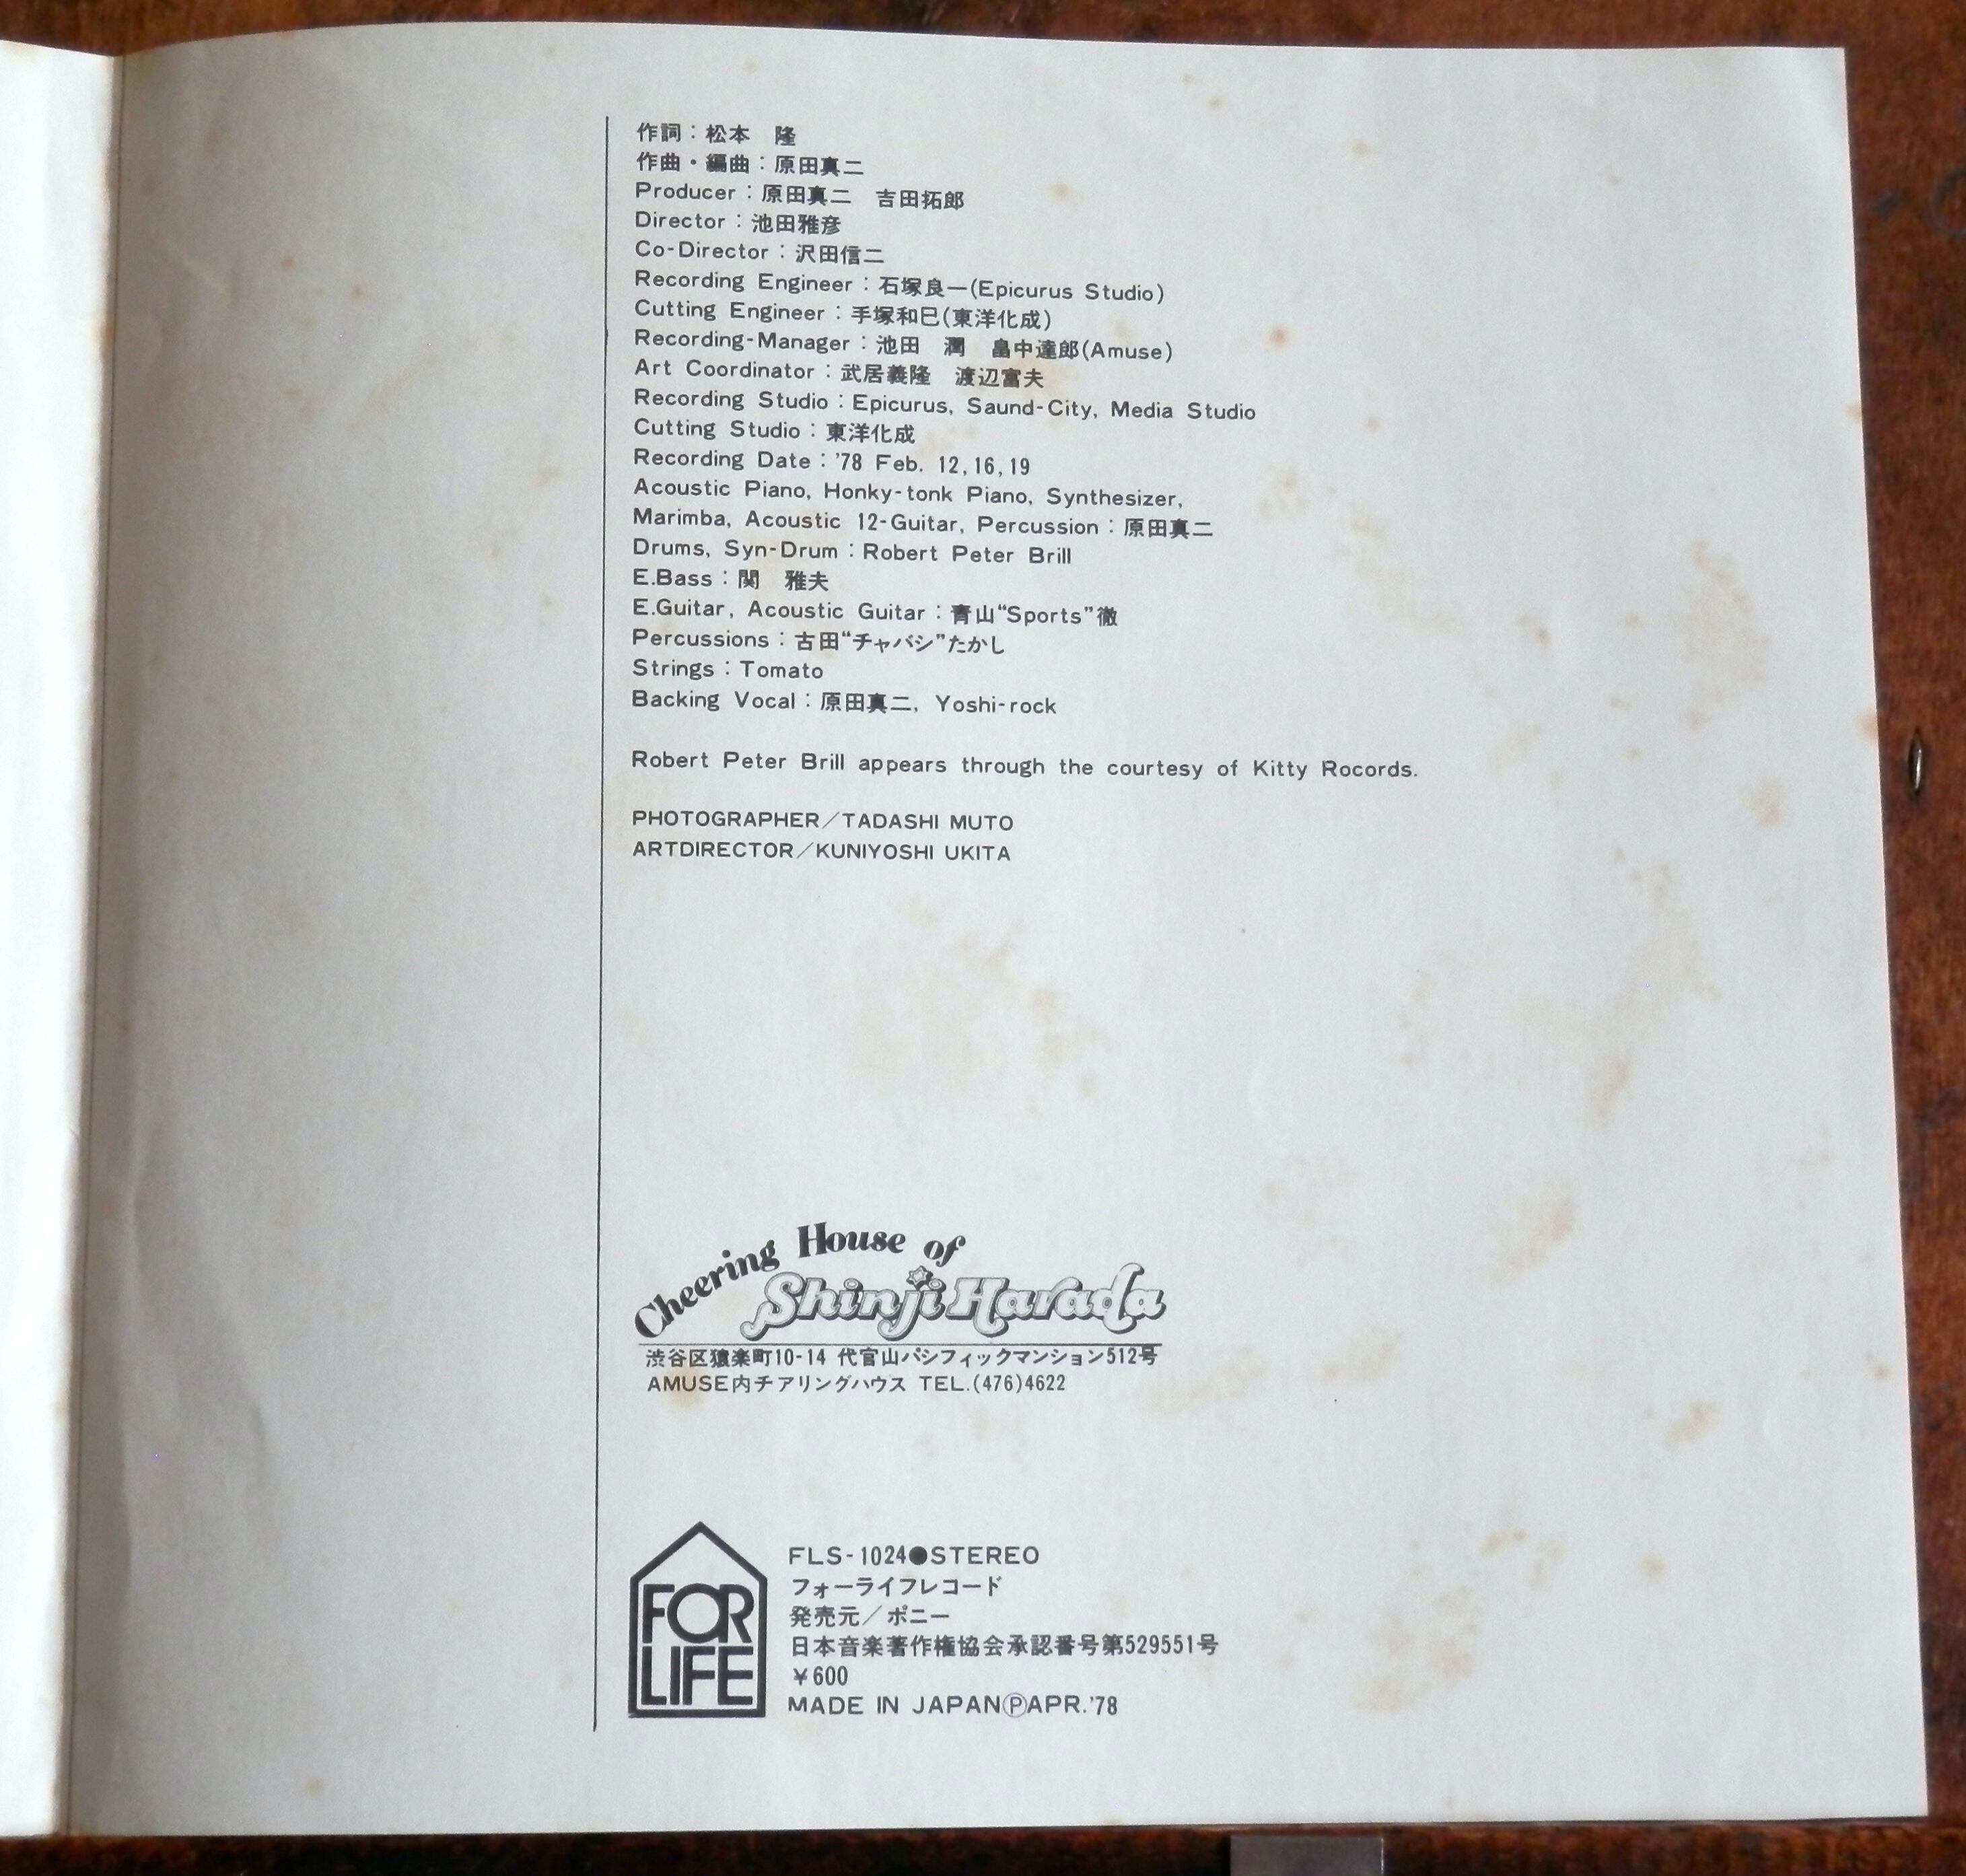 作詞：松本　隆
作曲・編曲：原田真二
Producer：原田真二　吉田拓郎
Director：池田雅彦
Co-Director：沢田信二
Recording Engineer：石塚良一(Epicurus Studio)
Cutting Engineer：手塚和巳(東洋化成)
Recording-Manager：池田　潤　畠中達郎(Amuse)
Art Coordinator：武居義隆　渡辺富夫
Recording Studio：Epicurus, Saund-City, Media Studio
Cutting Studio：東洋化成
Recording Date：'78 Feb. 12,16,19
Acoustic Piano, Honky-tonk Piano, Synthesizer,
Marimba, Acoustic 12-Guitar, Percussion：原田真二
Drums, Syn-Drum：Robert Peter Brill
E.Bass：関　雅夫
E.Guitar, Acoustic Guitar：青山“Sports”徹
Percussions：古田“チャバシ”たかし
Strings：Tomato
Backing Vocal：原田真二, Yoshi-rock
Robert Peter Brill appears through the courtesy of Kitty Rocords.
PHOTOGRAPHER／TADASHI MUTO
ARTDIRECTOR／KUNIYOSHI UKITA
Cheering House of
Shinji Harada
渋谷区猿楽町10-14 代官山パシフィックマンション512号
AMUSE内チアリングハウス TEL.(476)4622
FOR
LIFE
FLS-1024●STEREO
フォーライフレコード
発売元／ポニー
日本音楽著作権協会承認番号第529551号
￥600
MADE IN JAPANⓅAPR.'78